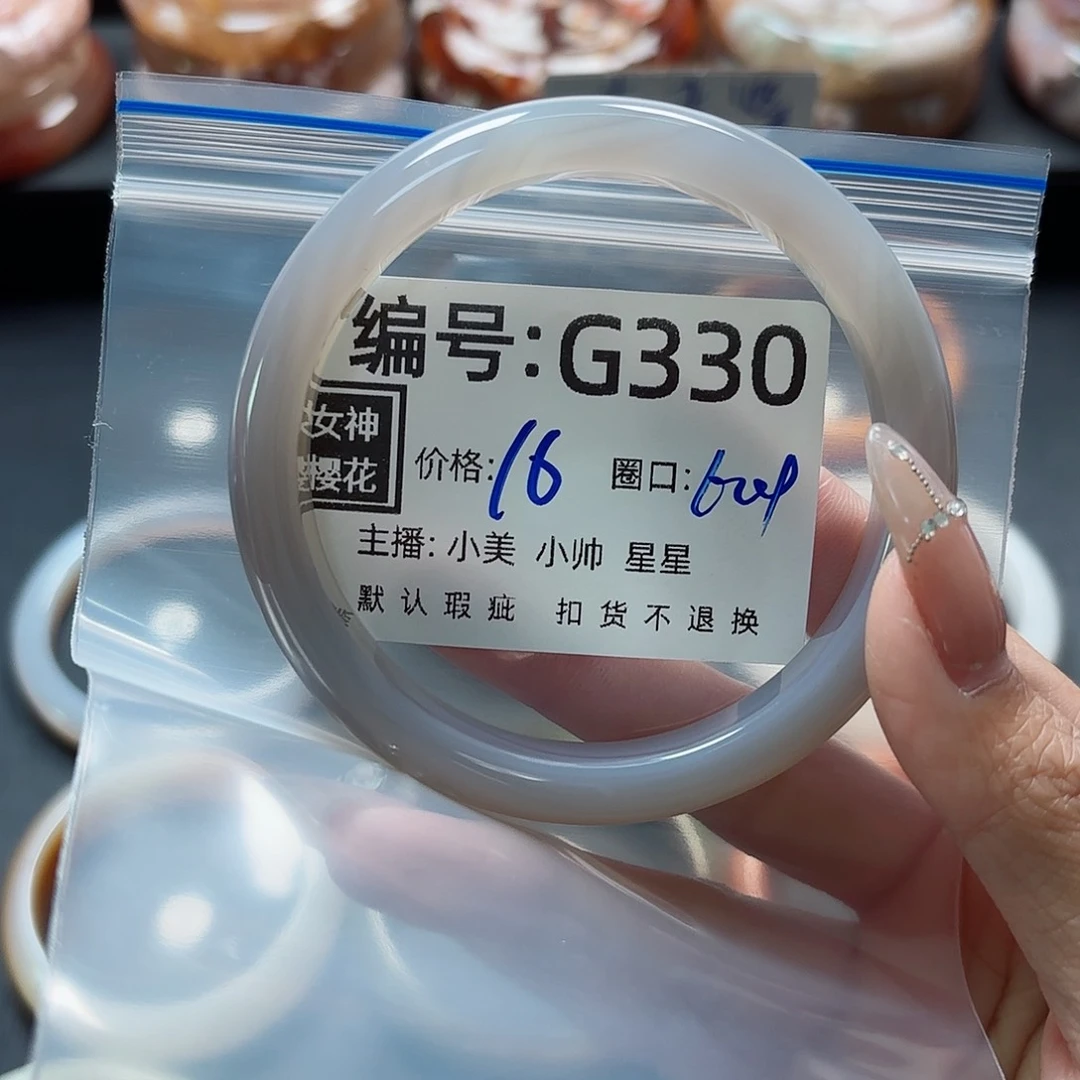 编号:G330
女神
樱花
价格:16
圈口:
主播:小美 小帅 星星
默认瑕疵 扣货不退换